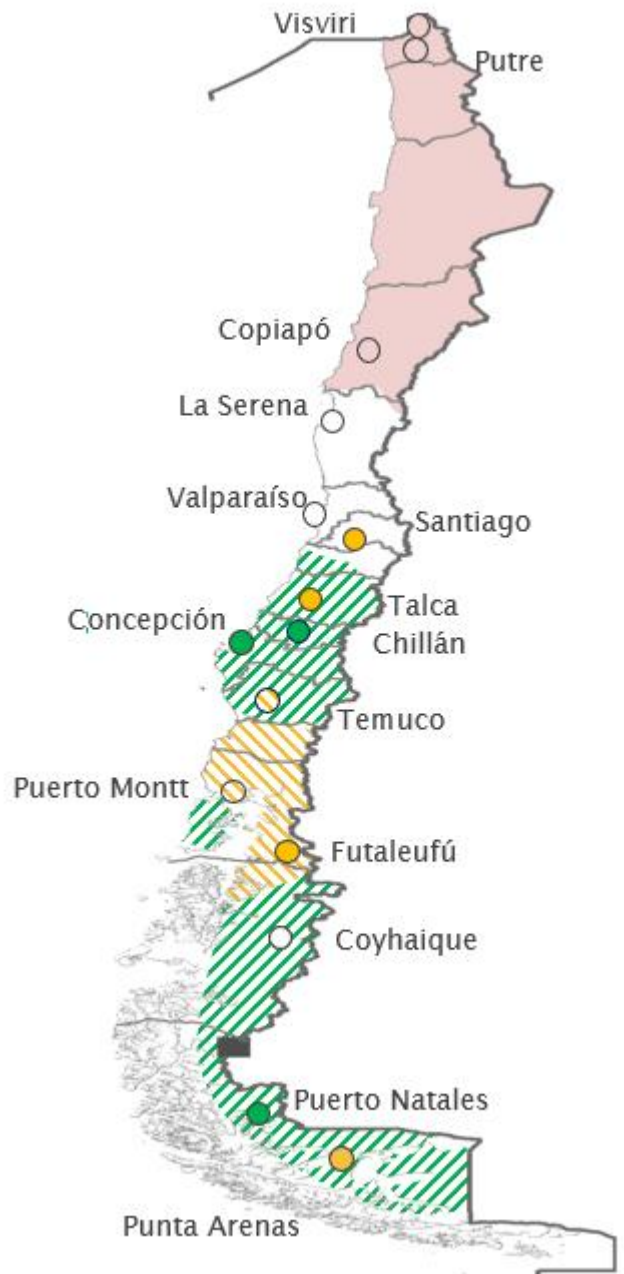 Visviri
Putre
Copiapó
La Serena
Valparaíso
Santiago
Talca
Concepción
Chillán
Temuco
Puerto Montt
Futaleufú
Coyhaique
Puerto Natales
Punta Arenas